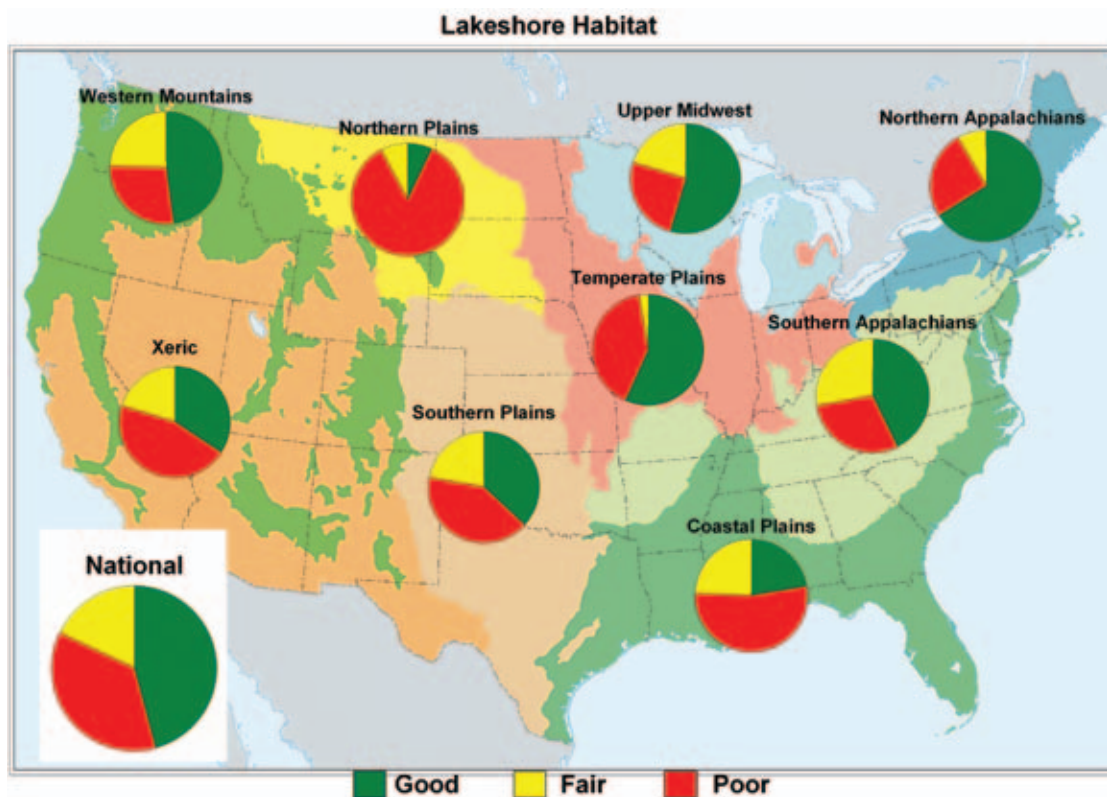 Lakeshore Habitat
Western Mountains
Northern Plains
Upper Midwest
Northern Appalachians
Temperate Plains
Southern Appalachians
Xeric
Southern Plains
Coastal Plains
National
Good Fair Poor